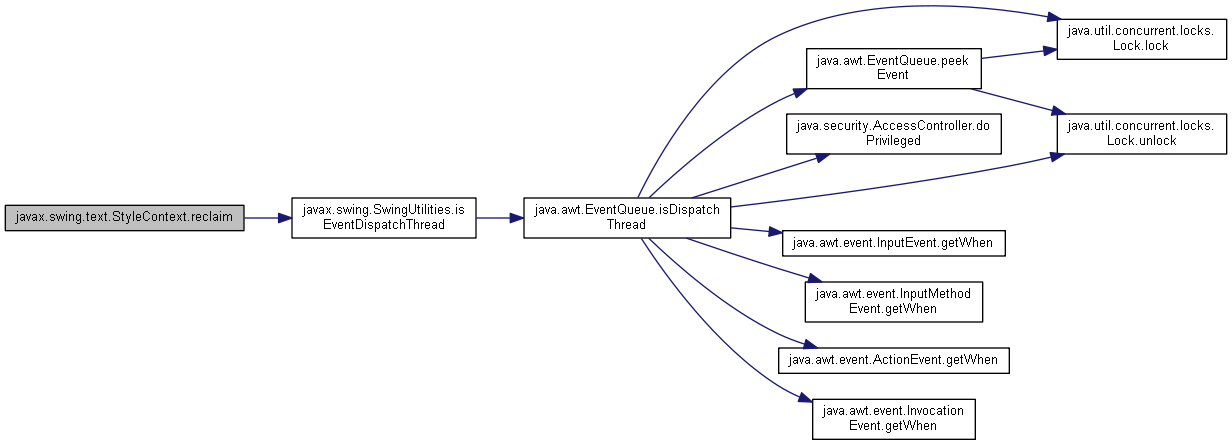 javax.swing.text.StyleContext.reclaim
javax.swing.SwingUtilities.is
EventDispatchThread
java.awt.EventQueue.isDispatch
Thread
java.util.concurrent.locks.
Lock.lock
java.awt.EventQueue.peek
Event
java.security.AccessController.do
Privileged
java.util.concurrent.locks.
Lock.unlock
java.awt.event.InputEvent.getWhen
java.awt.event.InputMethod
Event.getWhen
java.awt.event.ActionEvent.getWhen
java.awt.event.Invocation
Event.getWhen